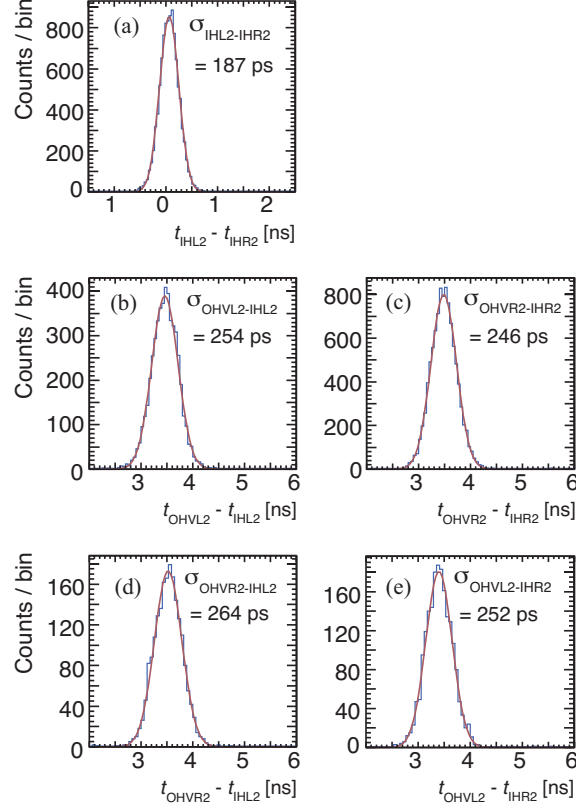 (a)
σIHL2-IHR2
= 187 ps
Counts / bin
800
600
400
200
0
1 0 1 2
tIHL2 - tIHR2 [ns]
(b)
σOHVL2-IHL2
= 254 ps
Counts / bin
400
300
200
100
0
3 4 5 6
tOHVL2 - tIHL2 [ns]
(c)
σOHVR2-IHR2
= 246 ps
800
600
400
200
0
3 4 5 6
tOHVR2 - tIHR2 [ns]
(d)
σOHVR2-IHL2
= 264 ps
Counts / bin
160
120
80
40
0
3 4 5 6
tOHVR2 - tIHL2 [ns]
(e)
σOHVL2-IHR2
= 252 ps
160
120
80
40
0
3 4 5 6
tOHVL2 - tIHR2 [ns]